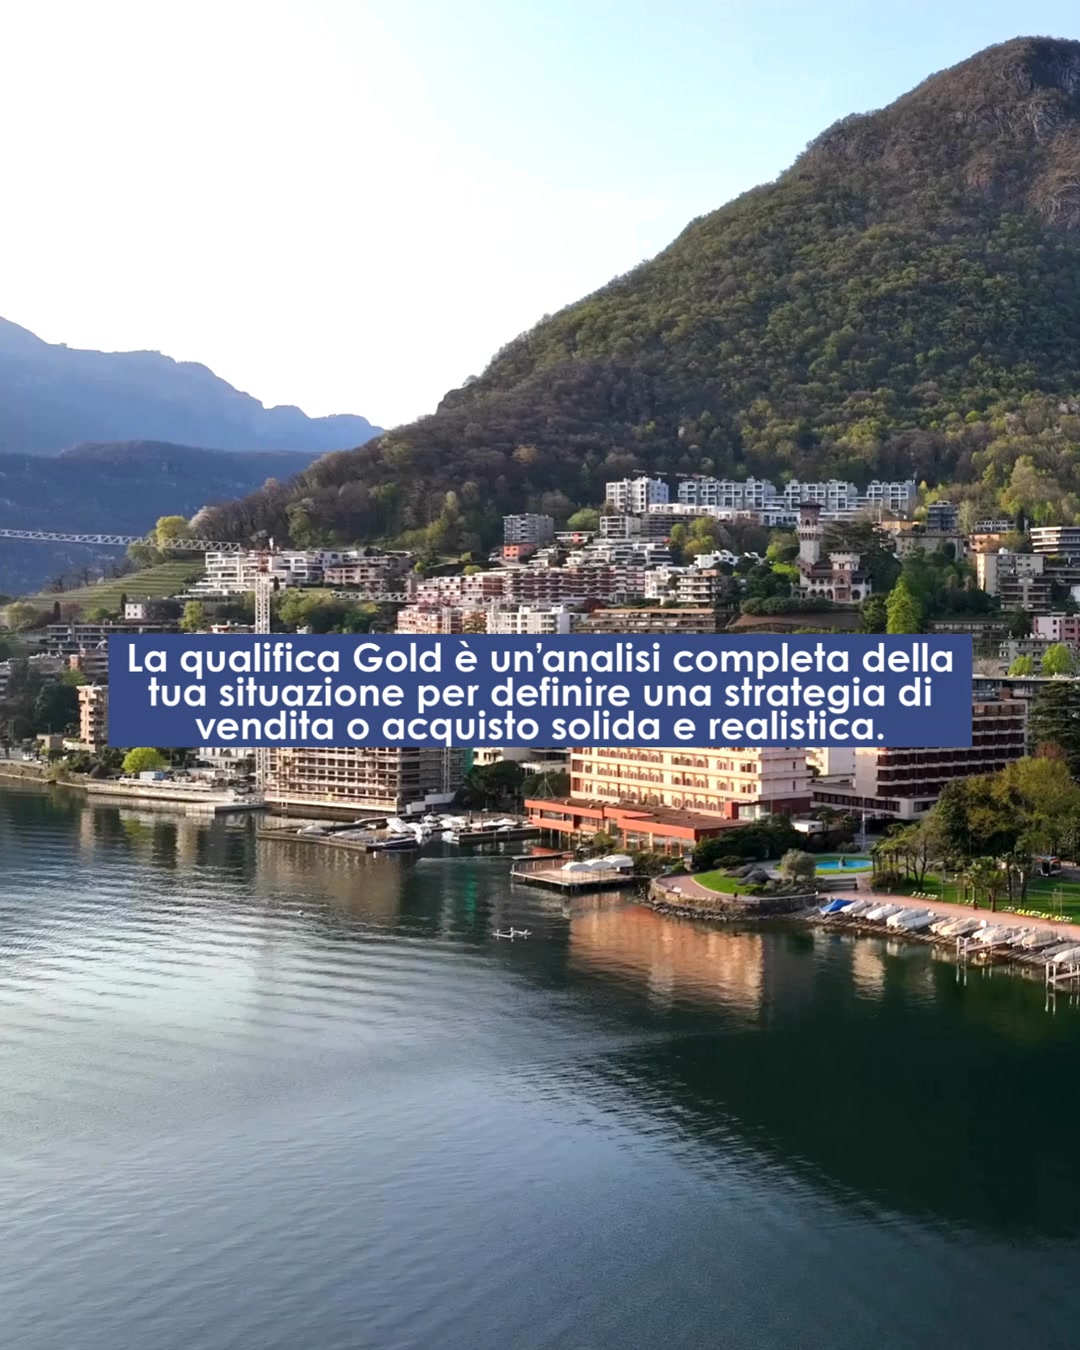 La qualifica Gold è un’analisi completa della
tua situazione per definire una strategia di
vendita o acquisto solida e realistica.